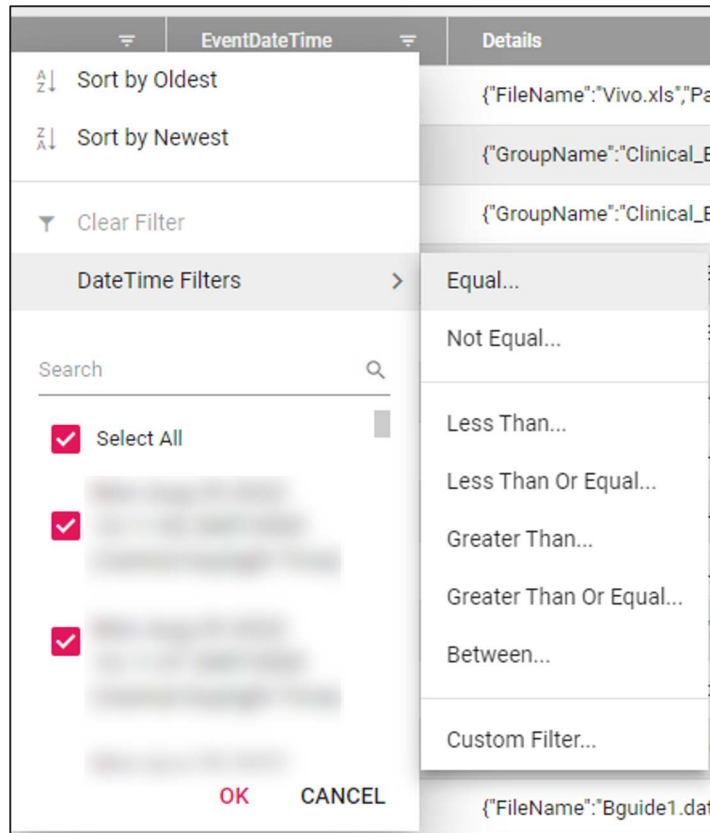 EventDateTime
Details
Sort by Oldest
Sort by Newest
Clear Filter
DateTime Filters
Search
Select All
OK
CANCEL
Equal...
Not Equal...
Less Than...
Less Than Or Equal...
Greater Than...
Greater Than Or Equal...
Between...
Custom Filter...
{"FileName":"Vivo.xls","Pa
{"GroupName":"Clinical_E
{"GroupName":"Clinical_E
{"FileName":"Bguide1.dat